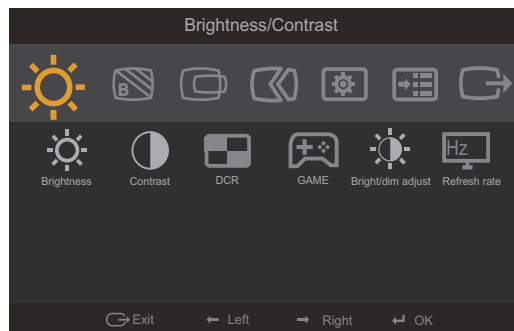 Brightness/Contrast
B
Hz
Brightness Contrast DCR GAME Bright/dim adjust Refresh rate
Exit Left Right OK